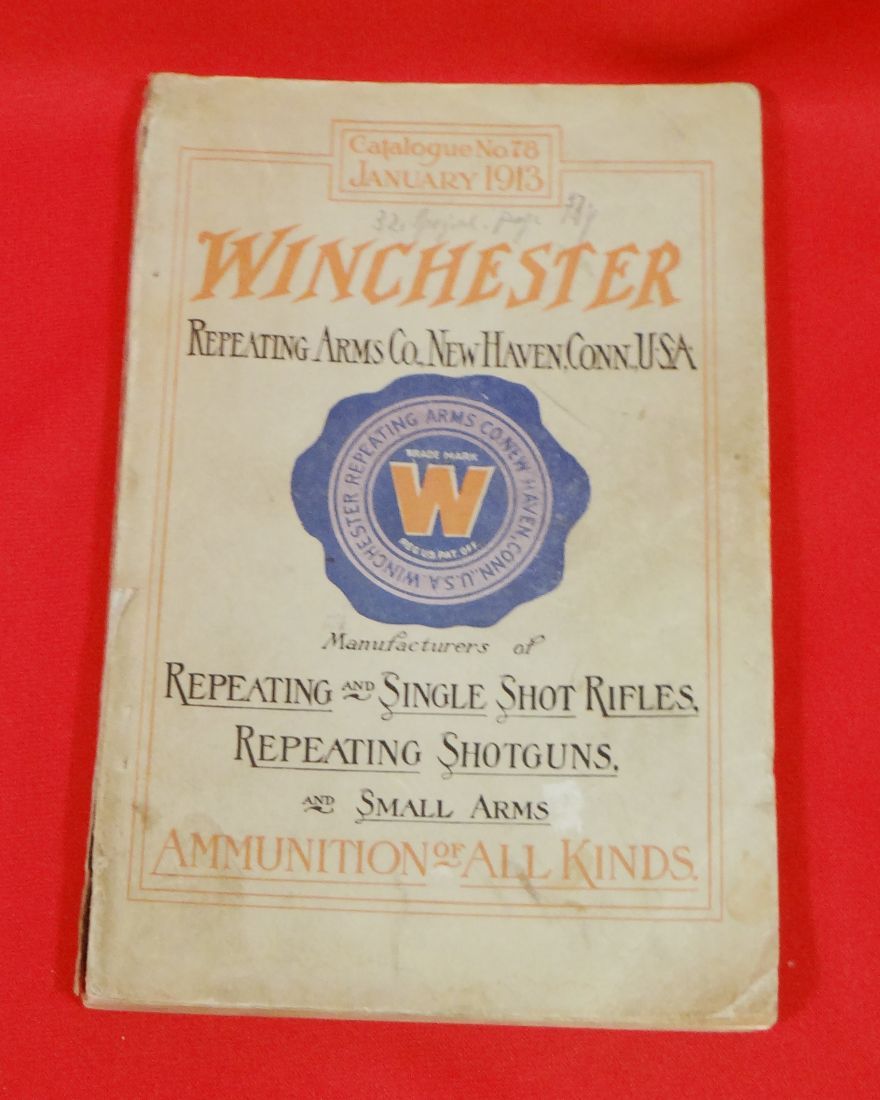 Catalogue No. 78
JANUARY 1913
32.
WINCHESTER
REPEATING ARMS CO., NEW HAVEN, CONN., U.S.A.
WINCHESTER REPEATING ARMS CO. NEW HAVEN, CONN., U.S.A.
TRADE MARK
W
REG. U.S. PAT. OFF.
Manufacturers of
REPEATING AND SINGLE SHOT RIFLES,
REPEATING SHOTGUNS,
AND SMALL ARMS
AMMUNITION OF ALL KINDS.